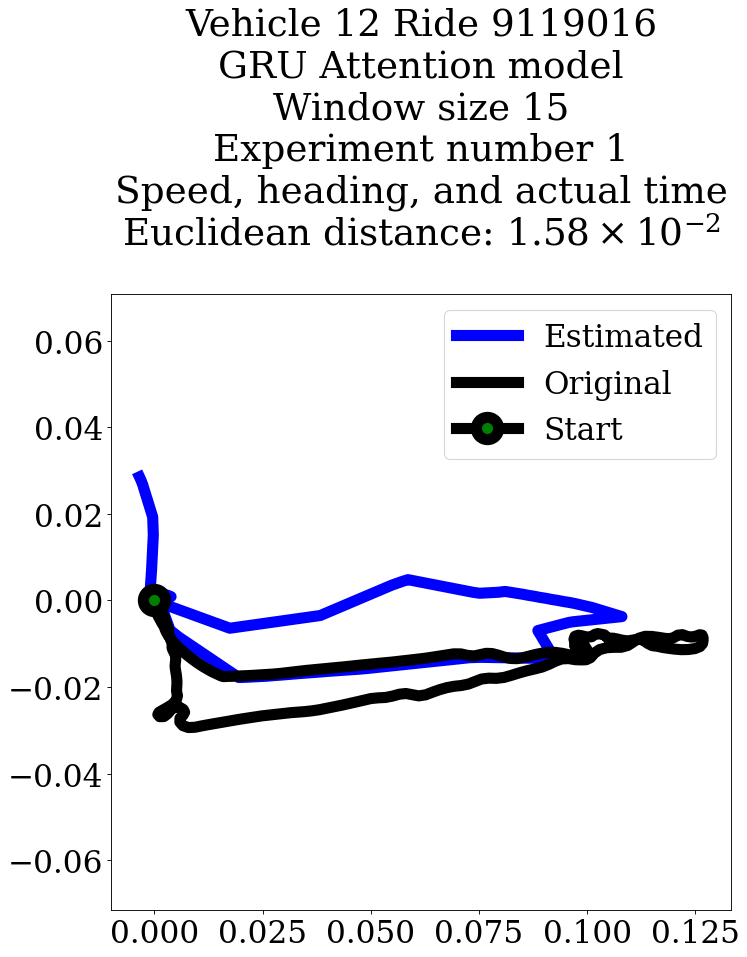 Vehicle 12 Ride 9119016
GRU Attention model
Window size 15
Experiment number 1
Speed, heading, and actual time
Euclidean distance: 1.58 × 10⁻²
Estimated
Original
Start
0.06
0.04
0.02
0.00
−0.02
−0.04
−0.06
0.000 0.025 0.050 0.075 0.100 0.125